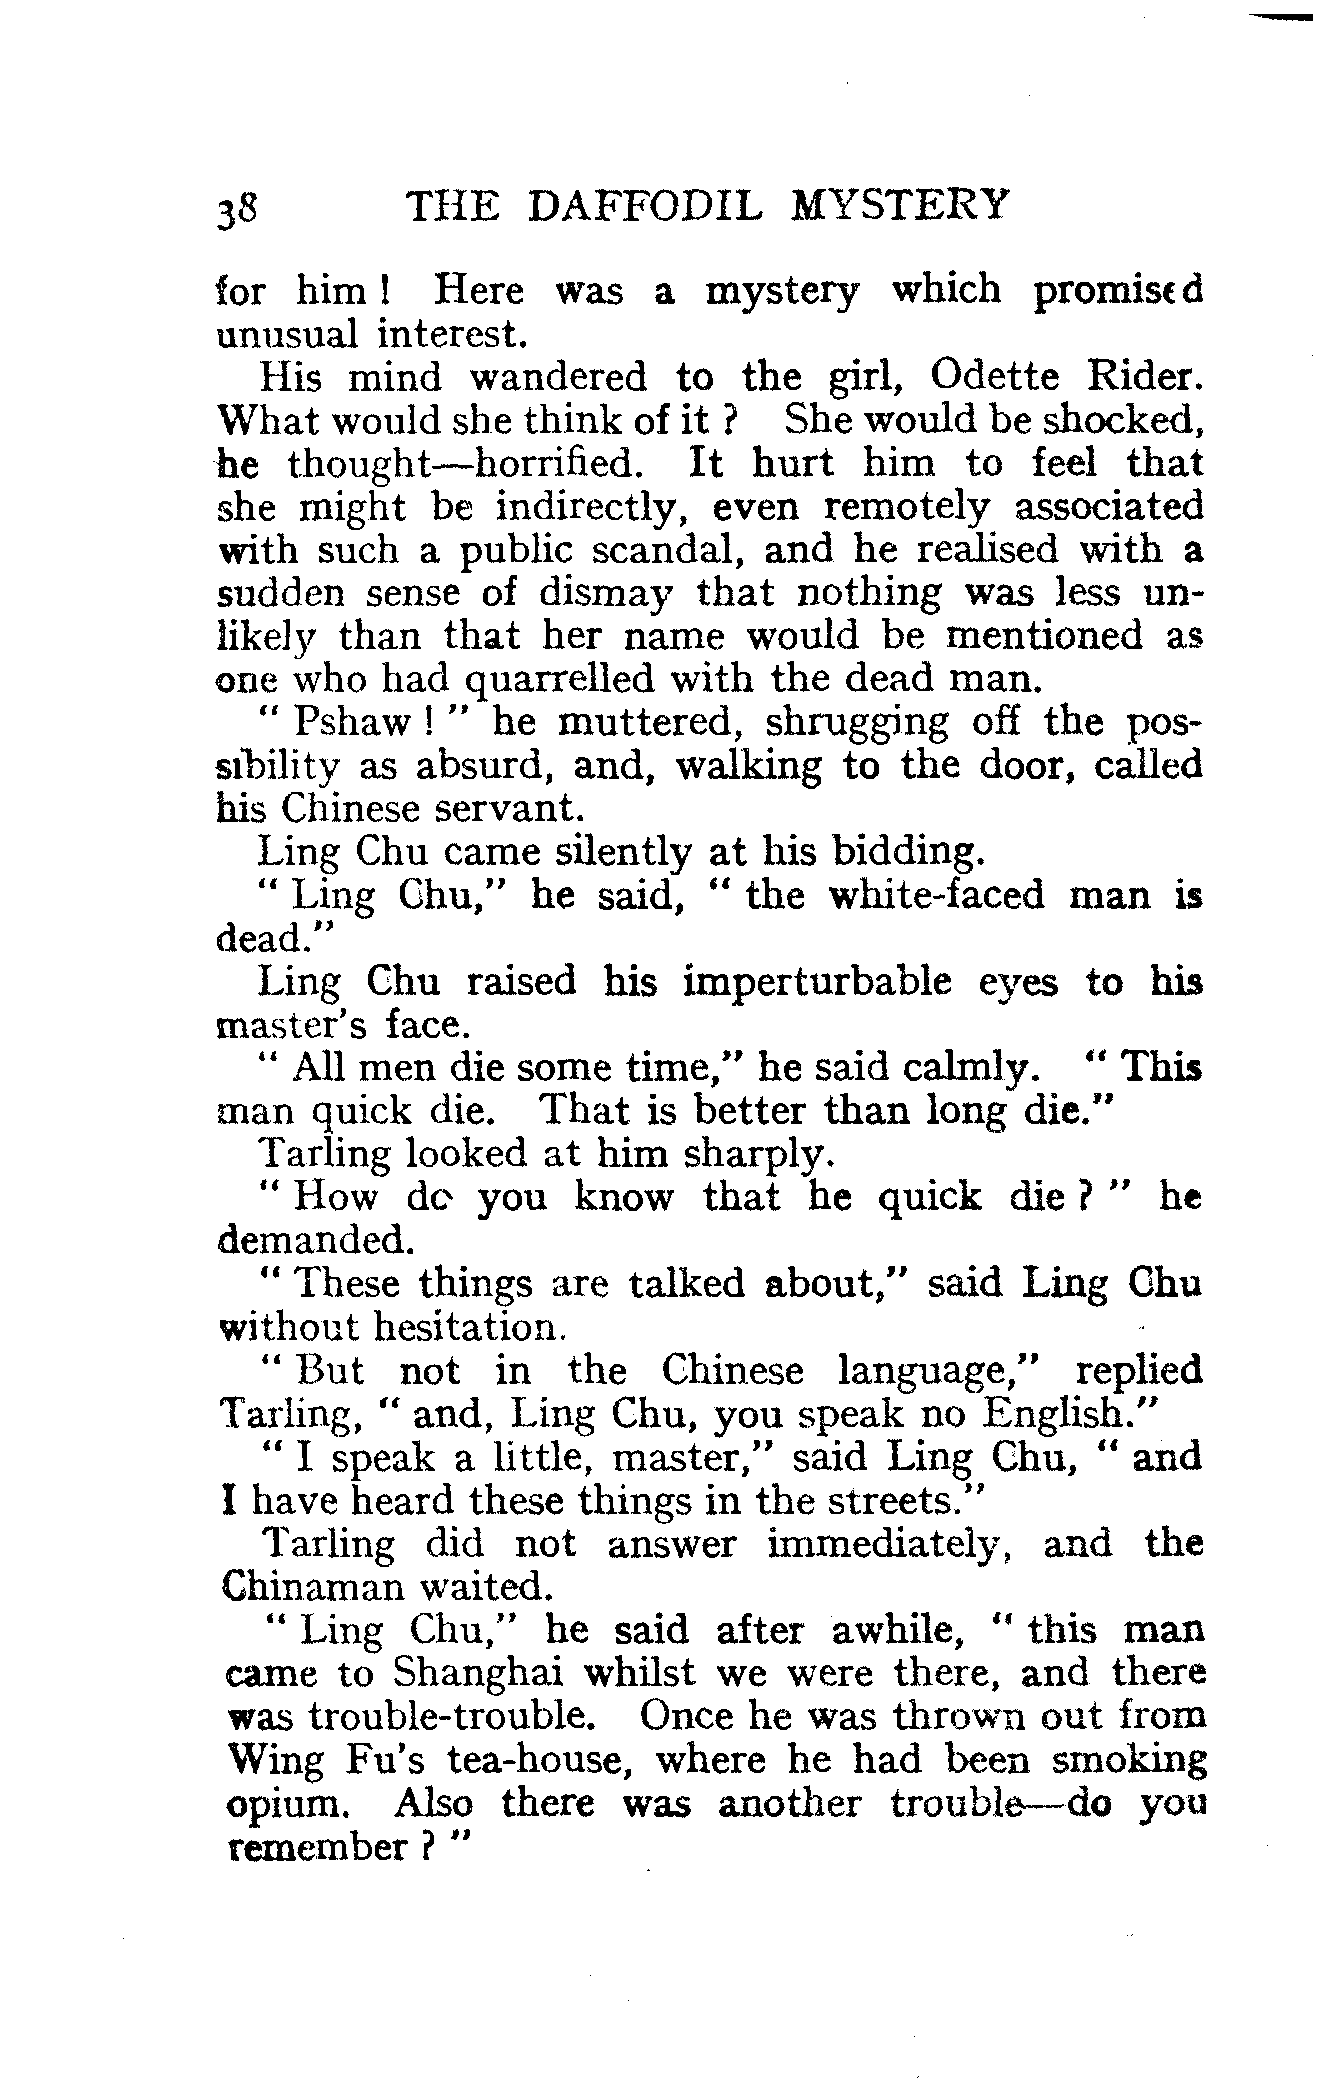 38 THE DAFFODIL MYSTERY
for him! Here was a mystery which promised
unusual interest.
His mind wandered to the girl, Odette Rider.
What would she think of it? She would be shocked,
he thought—horrified. It hurt him to feel that
she might be indirectly, even remotely associated
with such a public scandal, and he realised with a
sudden sense of dismay that nothing was less un-
likely than that her name would be mentioned as
one who had quarrelled with the dead man.
"Pshaw!" he muttered, shrugging off the pos-
sibility as absurd, and, walking to the door, called
his Chinese servant.
Ling Chu came silently at his bidding.
"Ling Chu," he said, "the white-faced man is
dead."
Ling Chu raised his imperturbable eyes to his
master's face.
"All men die some time," he said calmly. "This
man quick die. That is better than long die."
Tarling looked at him sharply.
"How do you know that he quick die?" he
demanded.
"These things are talked about," said Ling Chu
without hesitation.
"But not in the Chinese language," replied
Tarling, "and, Ling Chu, you speak no English."
"I speak a little, master," said Ling Chu, "and
I have heard these things in the streets."
Tarling did not answer immediately, and the
Chinaman waited.
"Ling Chu," he said after awhile, "this man
came to Shanghai whilst we were there, and there
was trouble-trouble. Once he was thrown out from
Wing Fu's tea-house, where he had been smoking
opium. Also there was another trouble—do you
remember?"